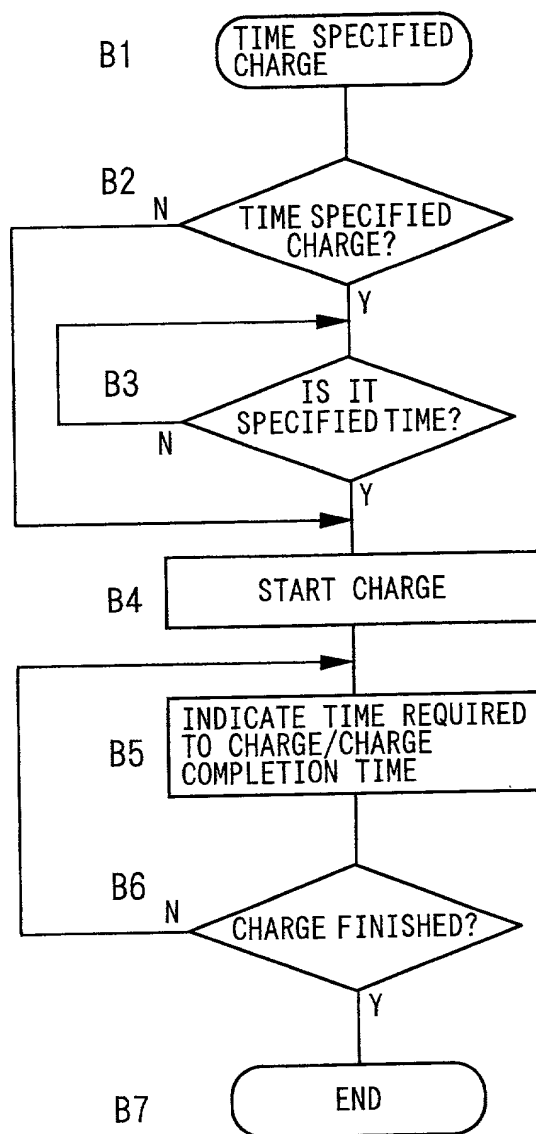 B1
TIME SPECIFIED
CHARGE
B2
N
TIME SPECIFIED
CHARGE?
Y
B3
IS IT
SPECIFIED TIME?
N
Y
B4
START CHARGE
B5
INDICATE TIME REQUIRED
TO CHARGE/CHARGE
COMPLETION TIME
B6
N
CHARGE FINISHED?
Y
B7
END